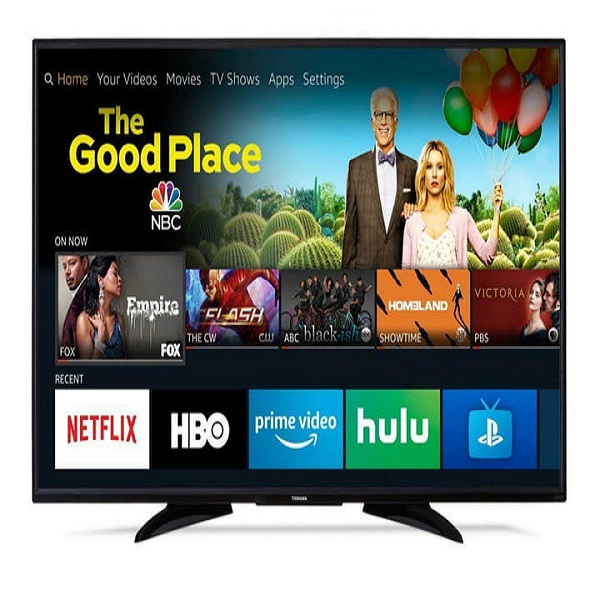 Home Your Videos Movies TV Shows Apps Settings
The
Good Place
NBC
ON NOW
Empire
FOX FOX
FLASH
THE CW CW
ABC black-ish abc
HOMELAND
SHOWTIME
VICTORIA
PBS
RECENT
NETFLIX
HBO
prime video
hulu
TOSHIBA